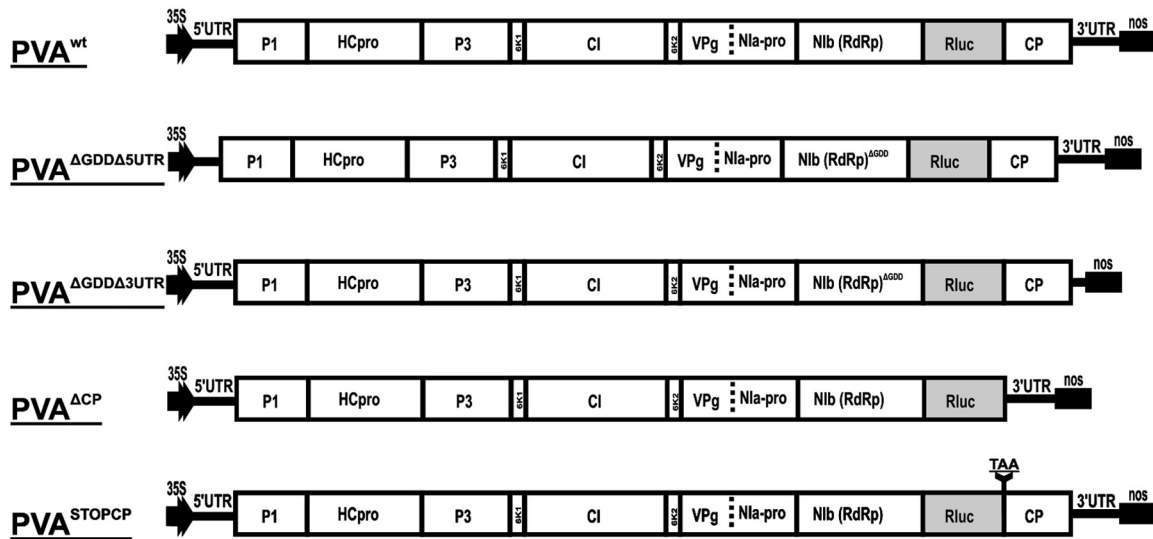 35S 5'UTR 3'UTR nos
PVA^wt P1 HCpro P3 6K1 CI 6K2 VPg NIa-pro NIb (RdRp) Rluc CP
35S 3'UTR nos
PVA^ΔGDDΔ5UTR P1 HCpro P3 6K1 CI 6K2 VPg NIa-pro NIb (RdRp)^ΔGDD Rluc CP
35S 5'UTR nos
PVA^ΔGDDΔ3UTR P1 HCpro P3 6K1 CI 6K2 VPg NIa-pro NIb (RdRp)^ΔGDD Rluc CP
35S 5'UTR 3'UTR nos
PVA^ΔCP P1 HCpro P3 6K1 CI 6K2 VPg NIa-pro NIb (RdRp) Rluc
TAA
35S 5'UTR 3'UTR nos
PVA^STOPCP P1 HCpro P3 6K1 CI 6K2 VPg NIa-pro NIb (RdRp) Rluc CP